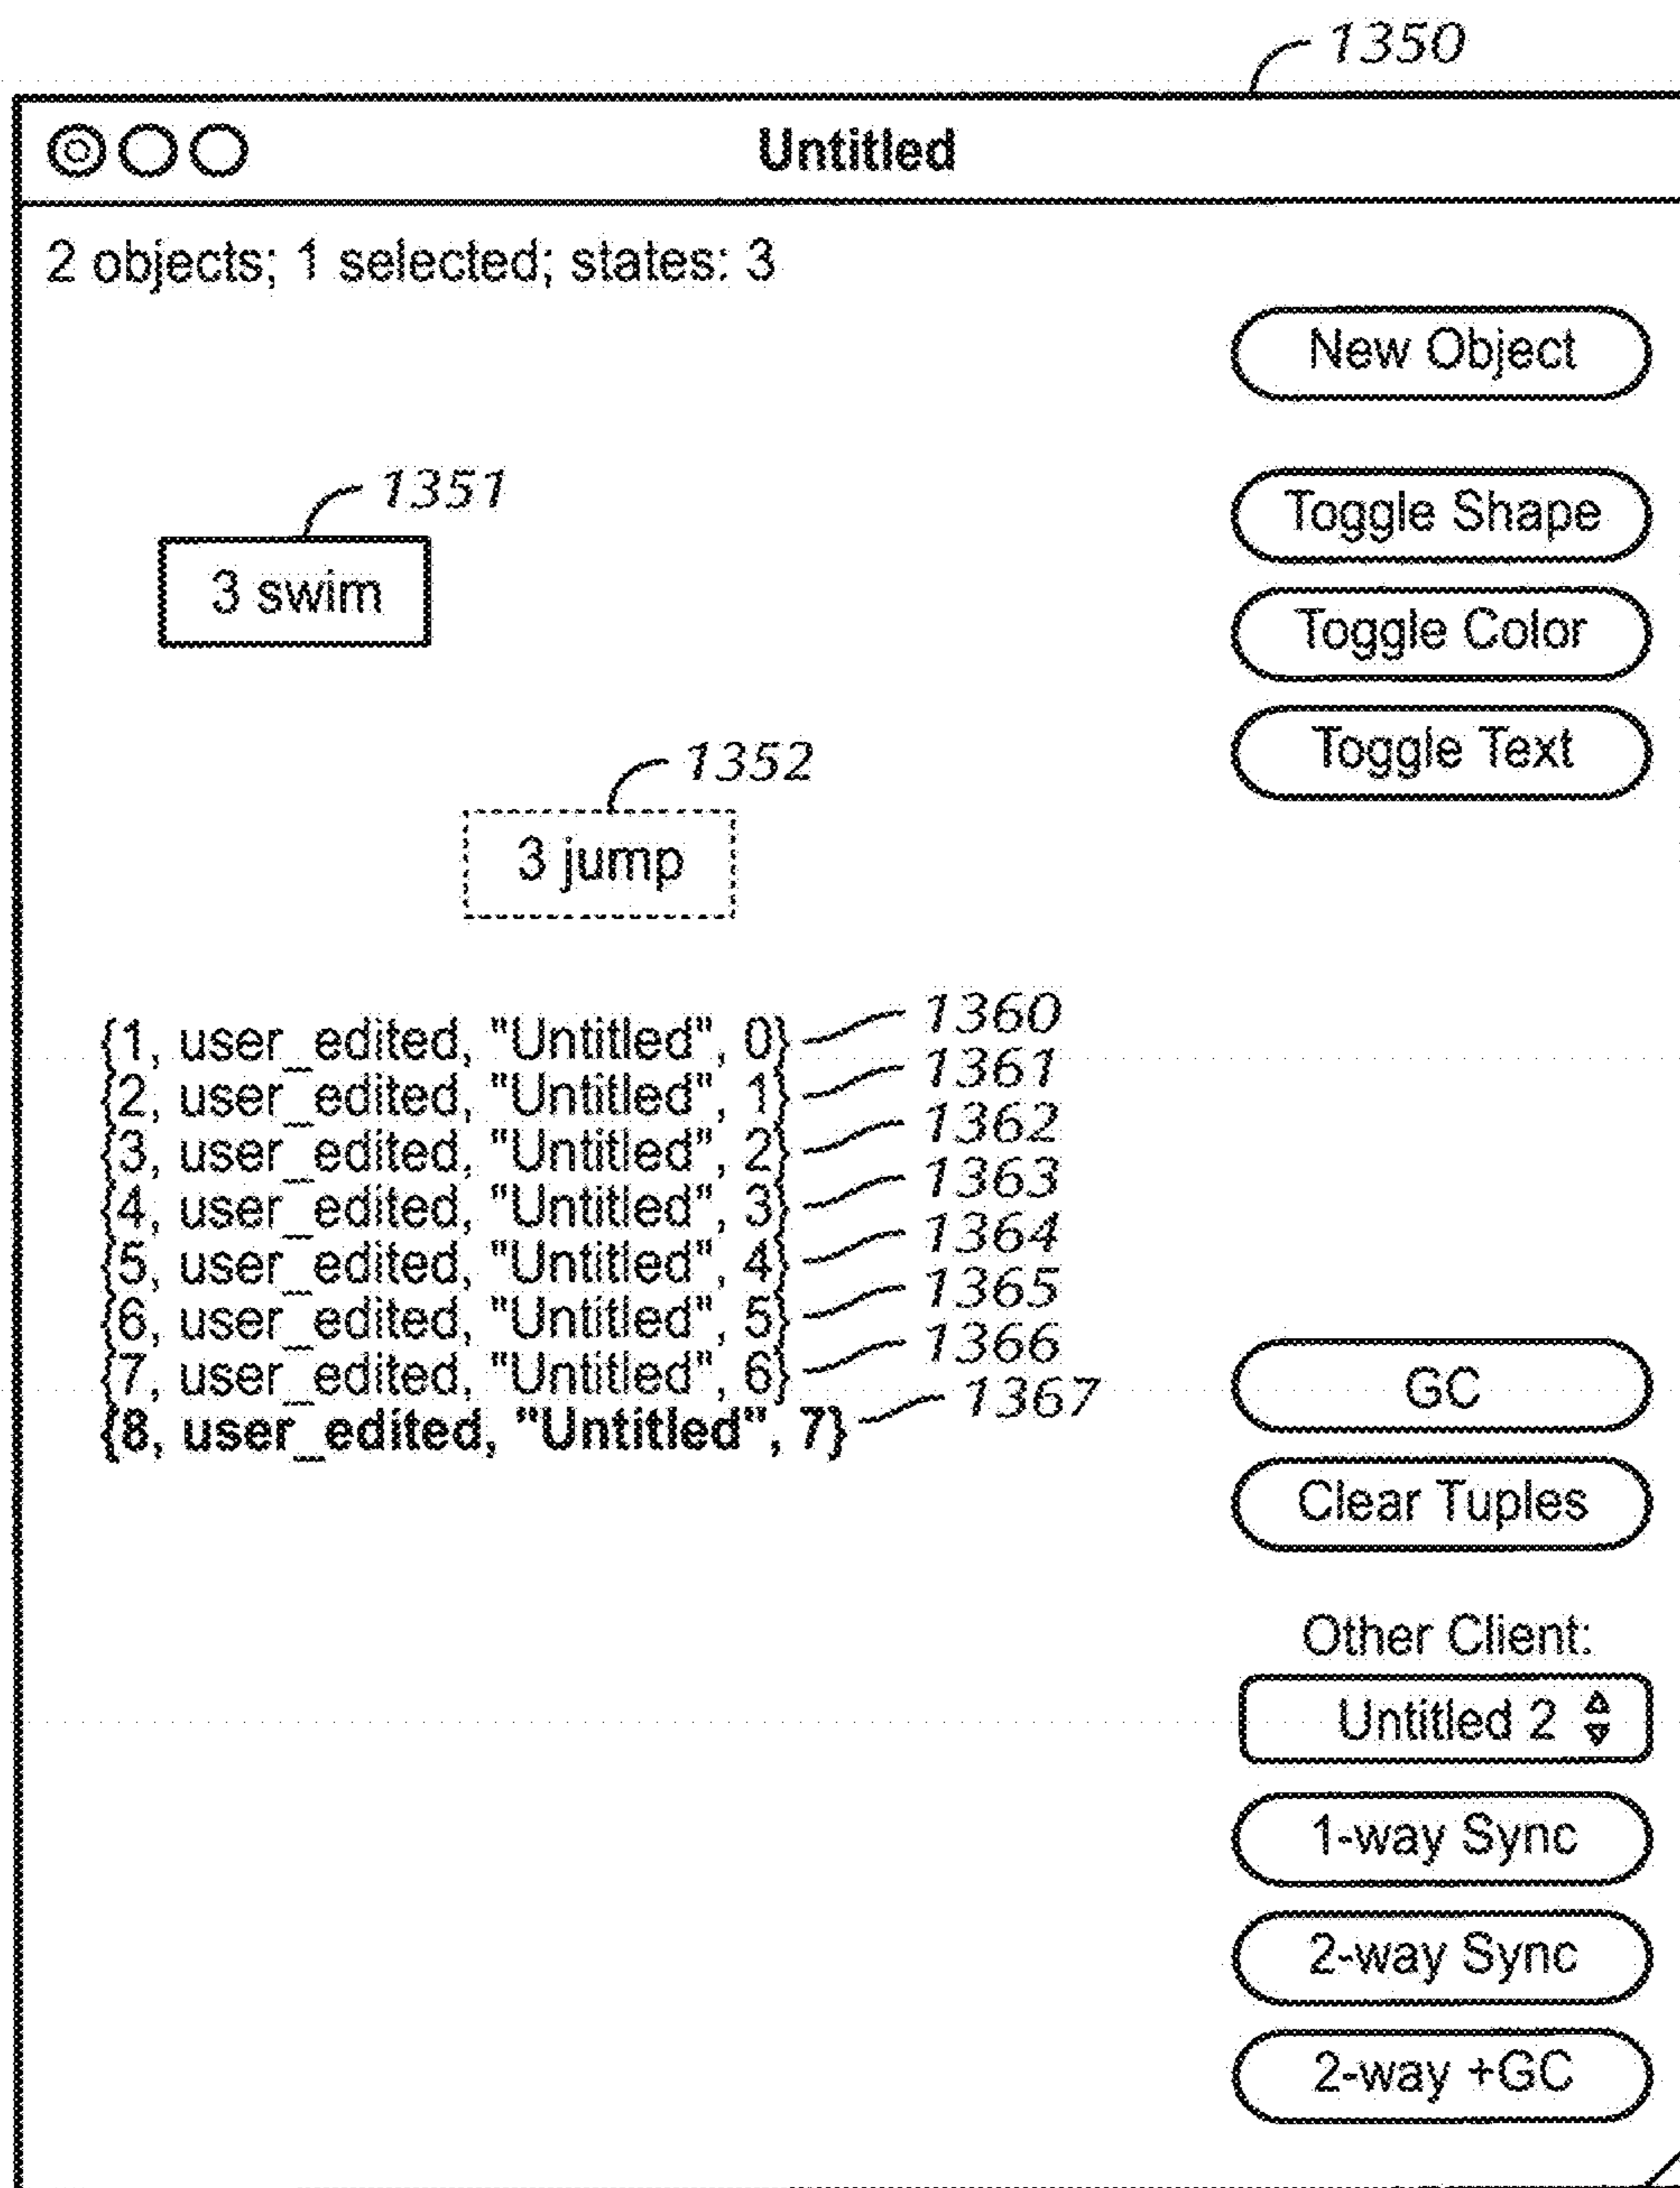 1350
Untitled
2 objects; 1 selected; states: 3
New Object
1351
Toggle Shape
3 swim
Toggle Color
1352
Toggle Text
3 jump
{1, user_edited, "Untitled", 0} 1360
{2, user_edited, "Untitled", 1} 1361
{3, user_edited, "Untitled", 2} 1362
{4, user_edited, "Untitled", 3} 1363
{5, user_edited, "Untitled", 4} 1364
{6, user_edited, "Untitled", 5} 1365
{7, user_edited, "Untitled", 6} 1366
{8, user_edited, "Untitled", 7} 1367
GC
Clear Tuples
Other Client:
Untitled 2
1-way Sync
2-way Sync
2-way +GC